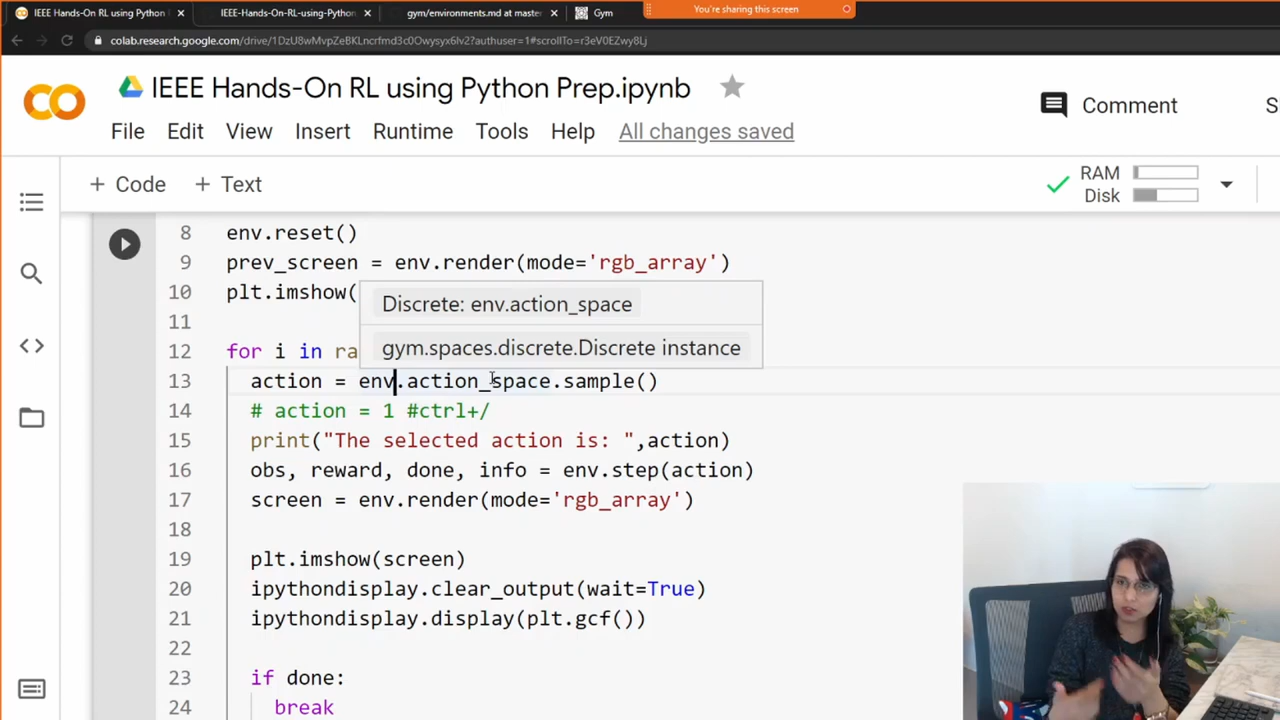 IEEE Hands-On RL using Python
IEEE-Hands-On-RL-using-Python-
gym/environments.md at master
Gym
You're sharing this screen
colab.research.google.com/drive/1DzU8wMvpZeBKLncrfmd3c0Owysyx6lv2?authuser=1#scrollTo=r3eV0EZwy8Lj
CO
IEEE Hands-On RL using Python Prep.ipynb
Comment
S
File Edit View Insert Runtime Tools Help All changes saved
+ Code + Text
RAM
Disk
8 env.reset()
9 prev_screen = env.render(mode='rgb_array')
10 plt.imshow(
Discrete: env.action_space
11
gym.spaces.discrete.Discrete instance
12 for i in ra
13 action = env.action_space.sample()
14 # action = 1 #ctrl+/
15 print("The selected action is: ",action)
16 obs, reward, done, info = env.step(action)
17 screen = env.render(mode='rgb_array')
18
19 plt.imshow(screen)
20 ipythondisplay.clear_output(wait=True)
21 ipythondisplay.display(plt.gcf())
22
23 if done:
24 break